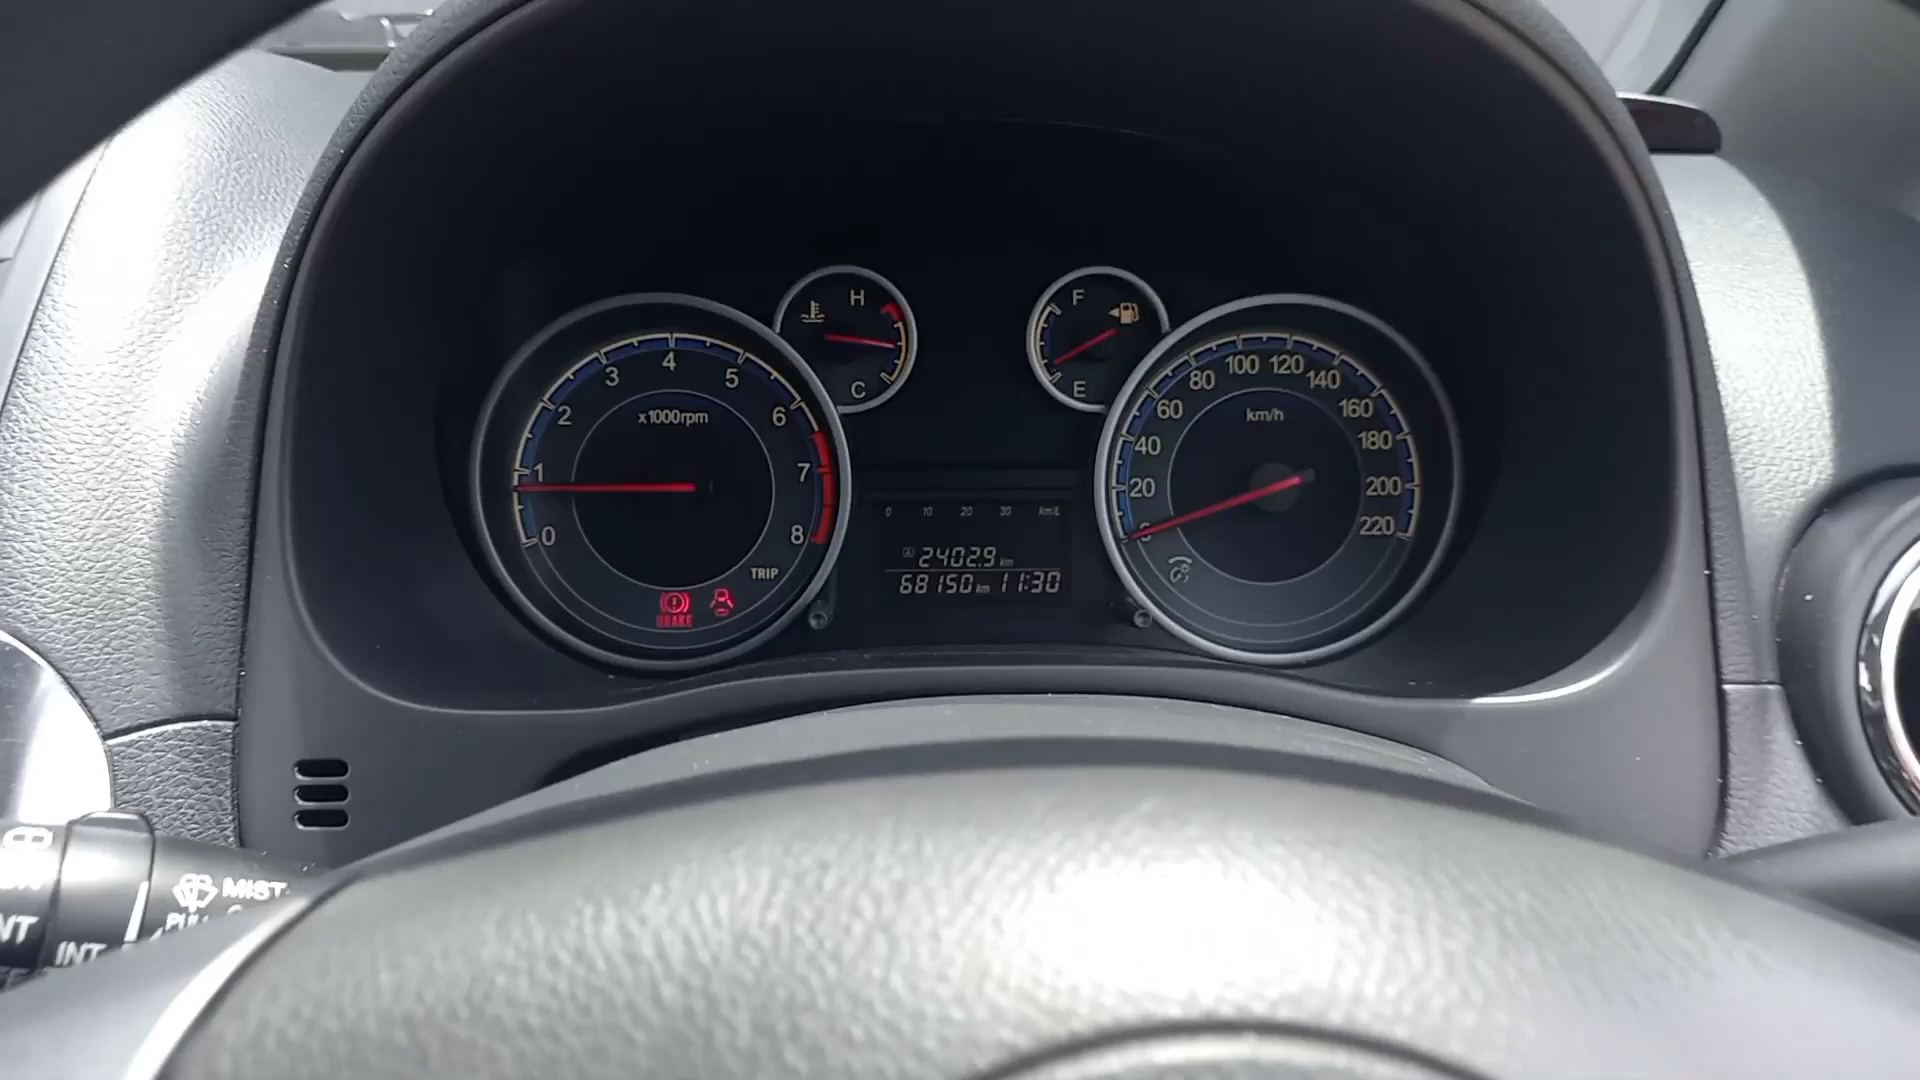 H
C
F
E
0 1 2 3 4 5 6 7 8
x1000rpm
TRIP
BRAKE
0 10 20 30 km/L
A 2402.9 km
68150 km 11:30
20 40 60 80 100 120 140 160 180 200 220
km/h
MIST
INT